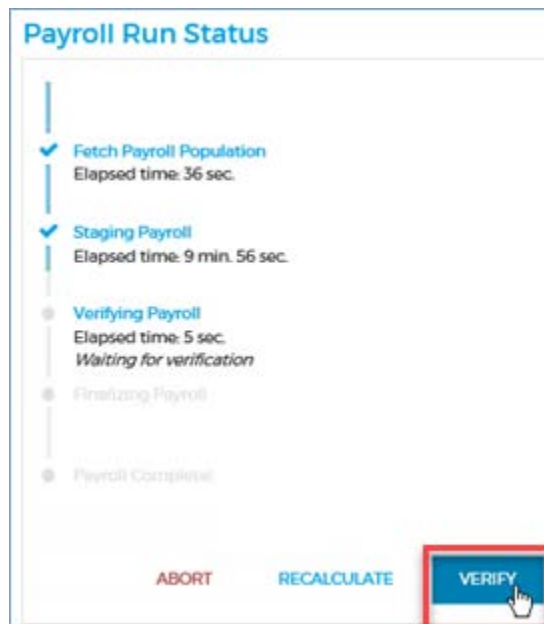 Payroll Run Status
Fetch Payroll Population
Elapsed time: 36 sec.
Staging Payroll
Elapsed time: 9 min. 56 sec.
Verifying Payroll
Elapsed time: 5 sec.
Waiting for verification
Finalizing Payroll
Payroll Complete
ABORT RECALCULATE VERIFY